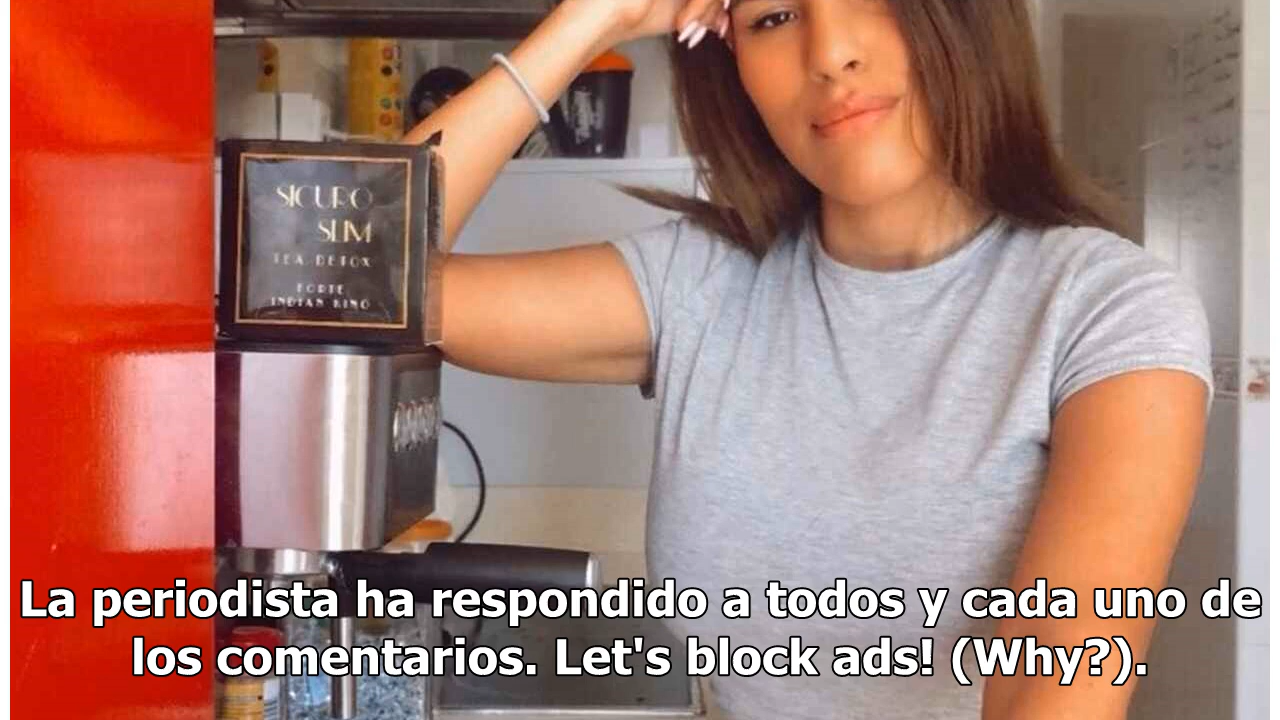 SICURO
SLIM
TEA DETOX
FORTE
INDIAN KING
La periodista ha respondido a todos y cada uno de
los comentarios. Let's block ads! (Why?).